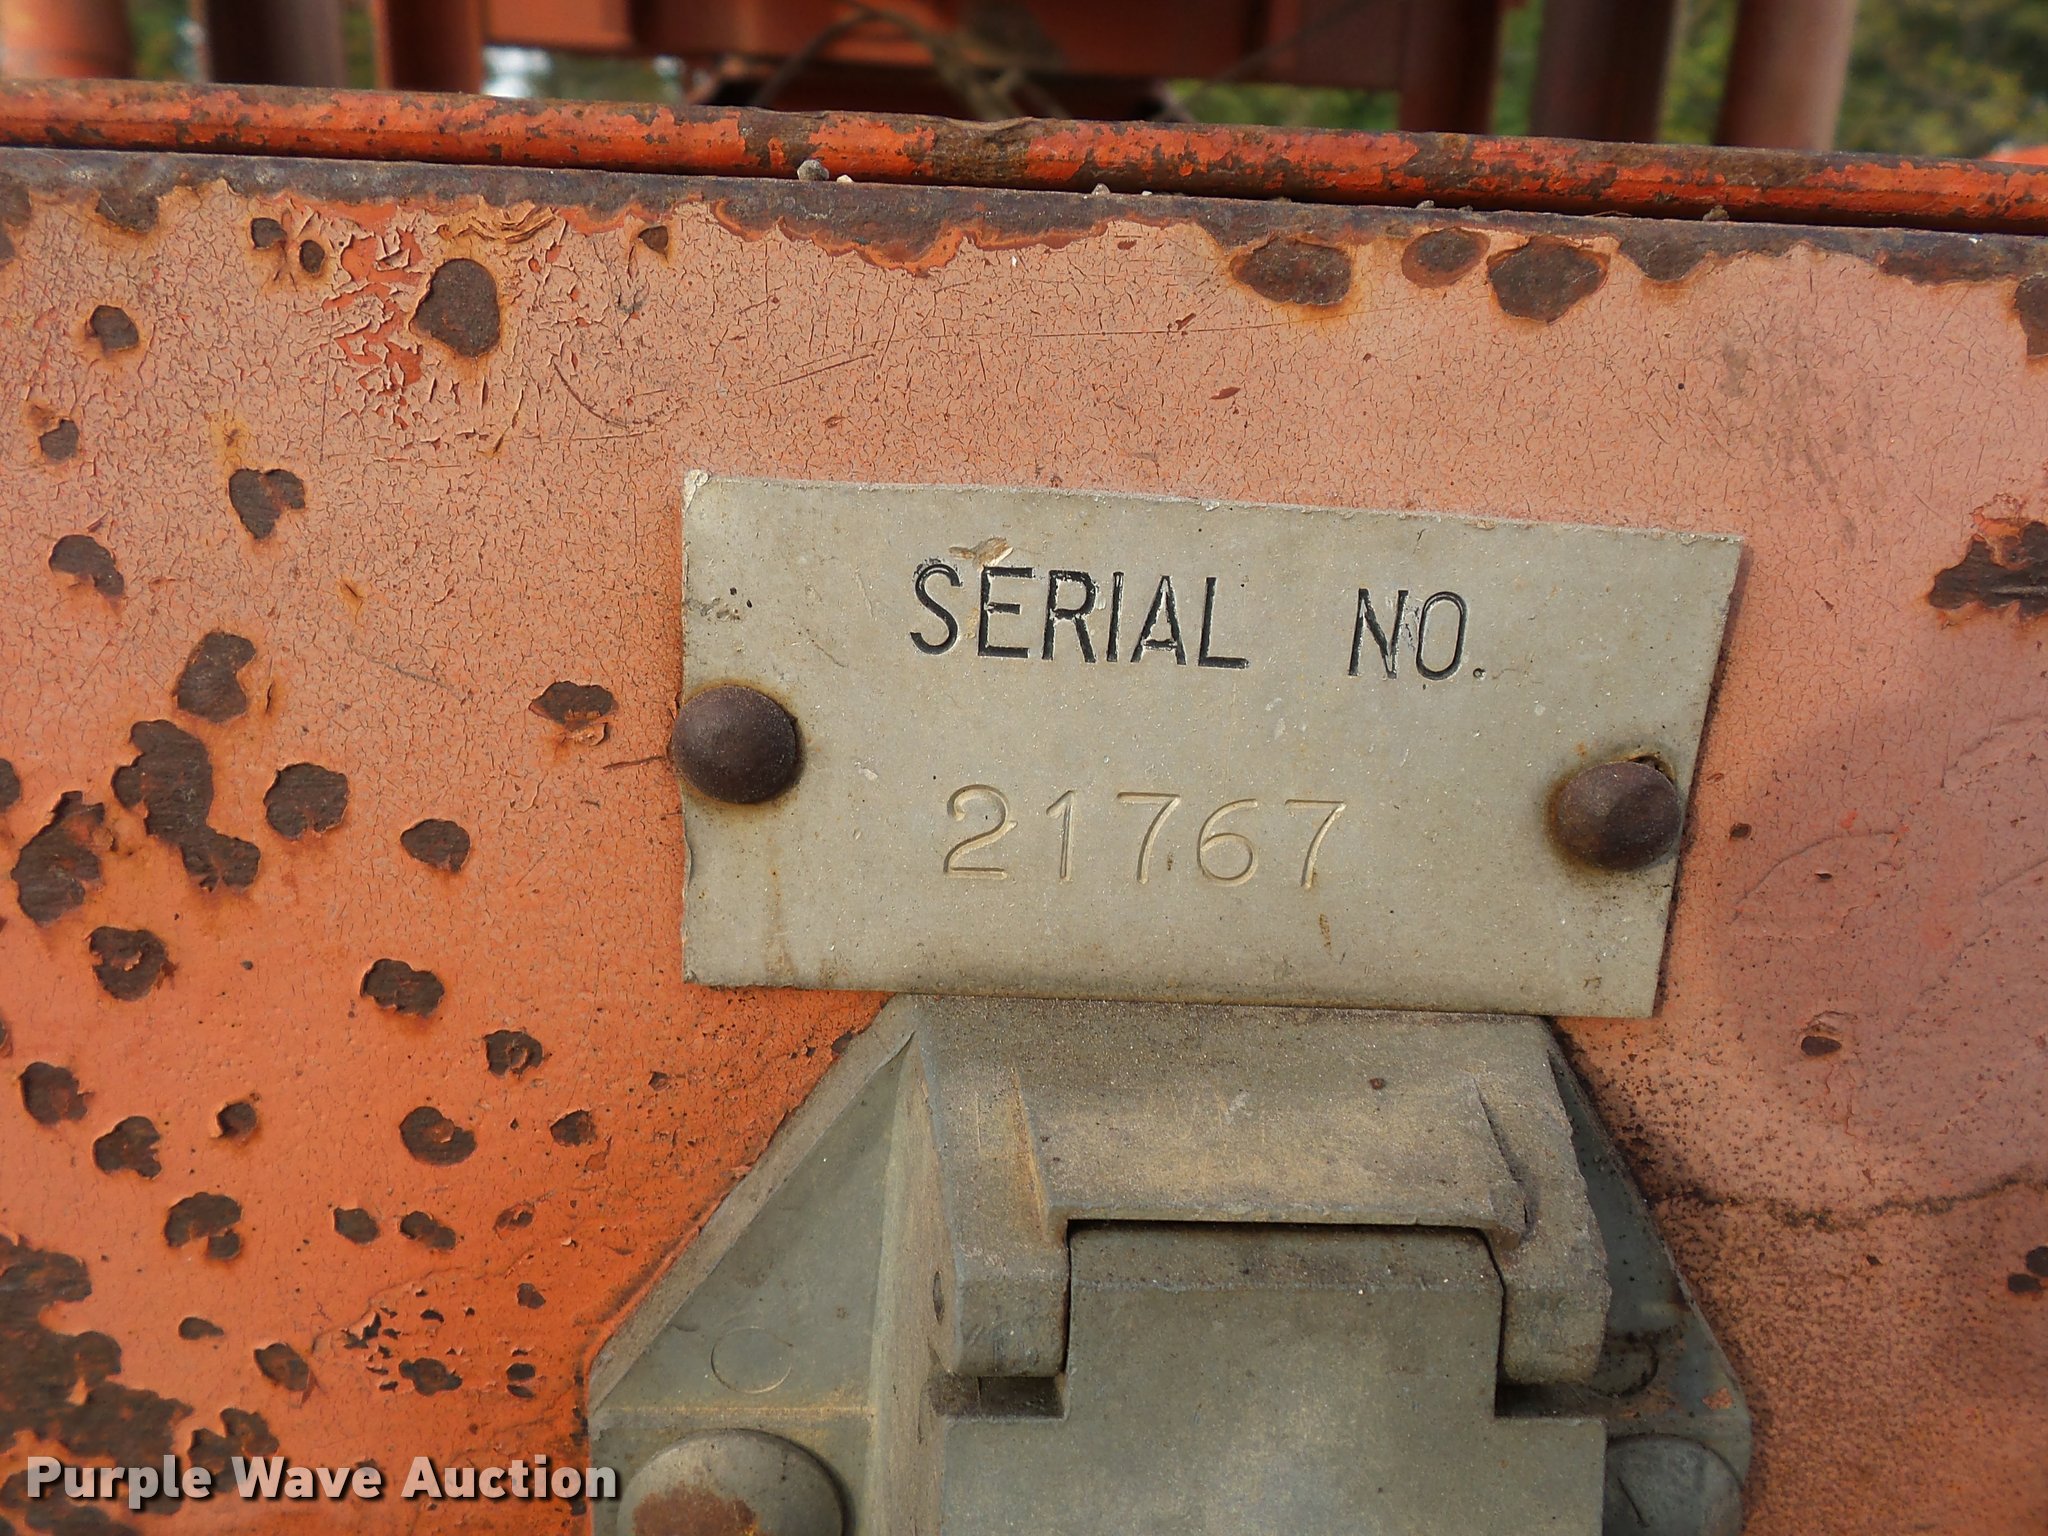 SERIAL NO.
21767
Purple Wave Auction